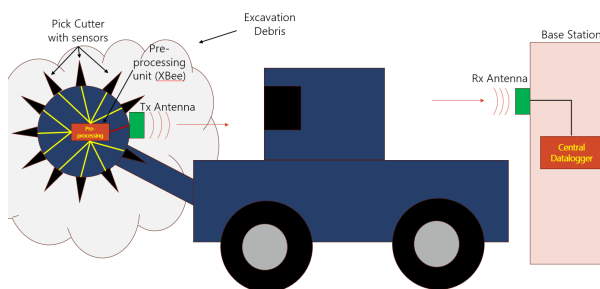 Pick Cutter
with sensors
Excavation
Debris
Pre-
processing
unit (XBee)
Tx Antenna
Pre-
processing
Base Station
Rx Antenna
Central
Datalogger